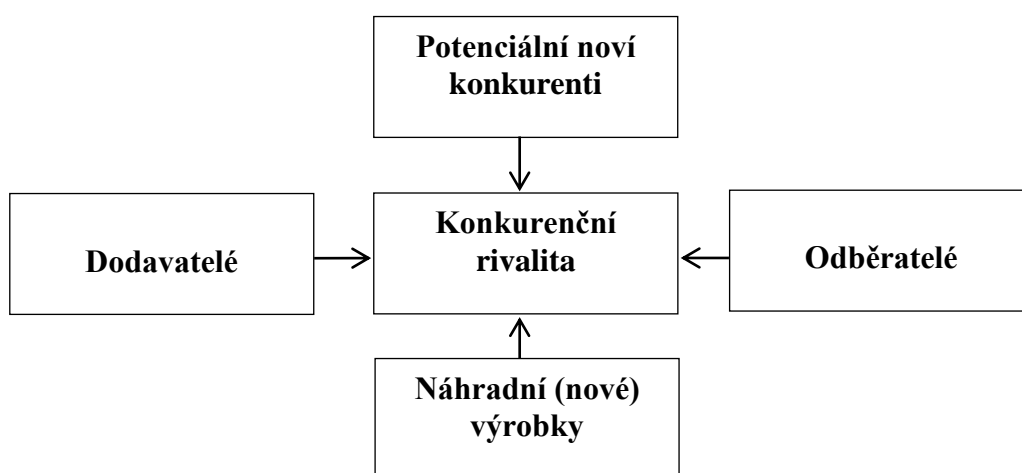 Potenciální noví
konkurenti
Dodavatelé
Konkurenční
rivalita
Odběratelé
Náhradní (nové)
výrobky